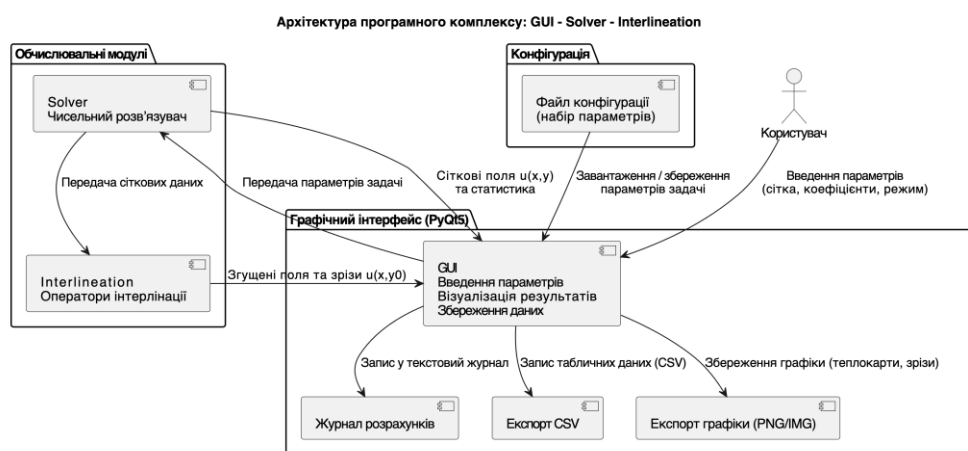 Архітектура програмного комплексу: GUI - Solver - Interlineation
Обчислювальні модулі
Solver
Чисельний розв'язувач
Конфігурація
Файл конфігурації
(набір параметрів)
Користувач
Передача сіткових даних
Передача параметрів задачі
Сіткові поля u(x,y)
та статистика
Завантаження / збереження
параметрів задачі
Введення параметрів
(сітка, коефіцієнти, режим)
Графічний інтерфейс (PyQt5)
Interlineation
Оператори інтерлінації
Згущені поля та зрізи u(x,y0)
GUI
Введення параметрів
Візуалізація результатів
Збереження даних
Запис у текстовий журнал
Запис табличних даних (CSV)
Збереження графіки (теплокарти, зрізи)
Журнал розрахунків
Експорт CSV
Експорт графіки (PNG/IMG)